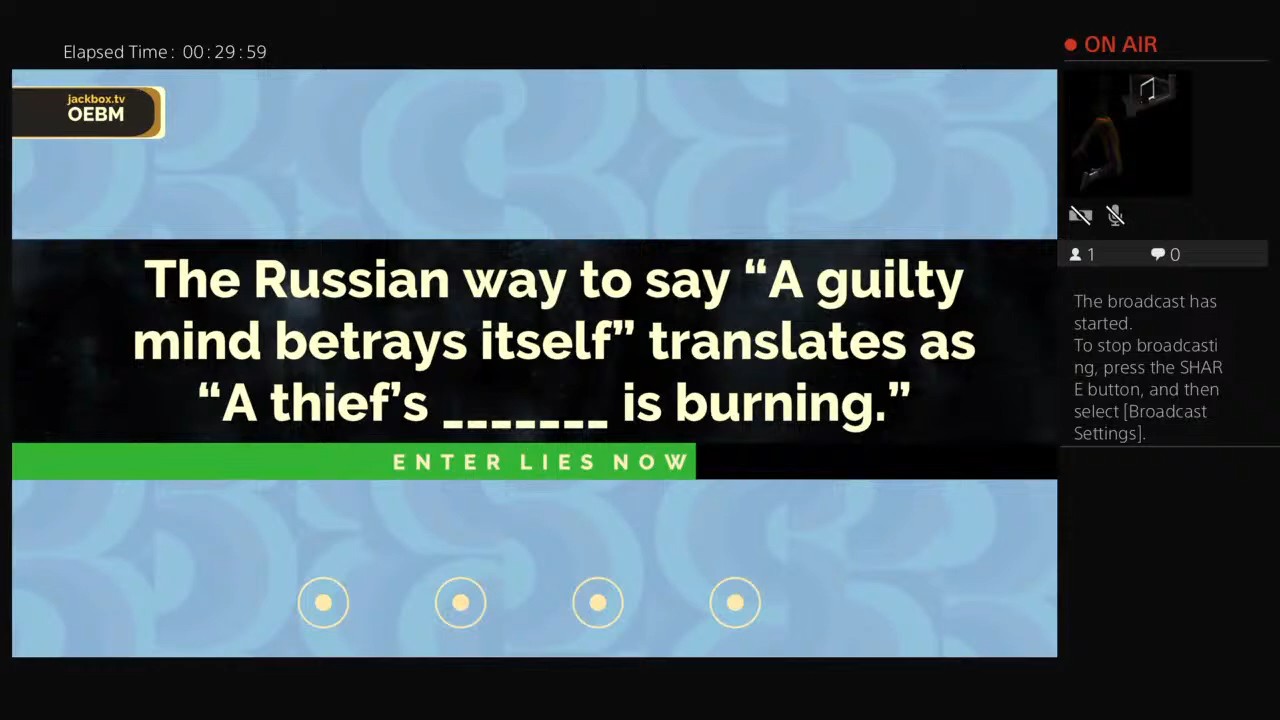 Elapsed Time: 00:29:59
ON AIR
jackbox.tv
OEBM
1 0
The Russian way to say “A guilty
mind betrays itself” translates as
“A thief’s _______ is burning.”
ENTER LIES NOW
The broadcast has
started.
To stop broadcasti
ng, press the SHAR
E button, and then
select [Broadcast
Settings].